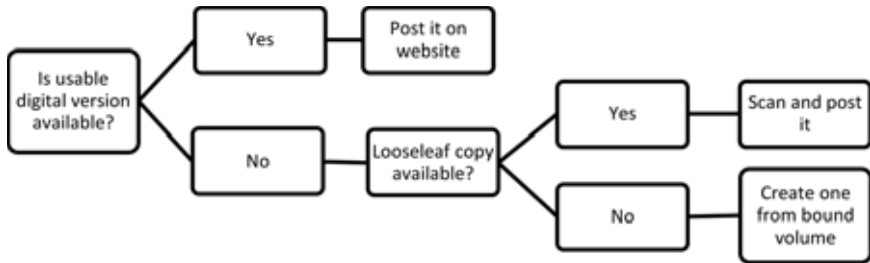 Is usable
digital version
available?
Yes
Post it on
website
No
Looseleaf copy
available?
Yes
Scan and post
it
No
Create one
from bound
volume